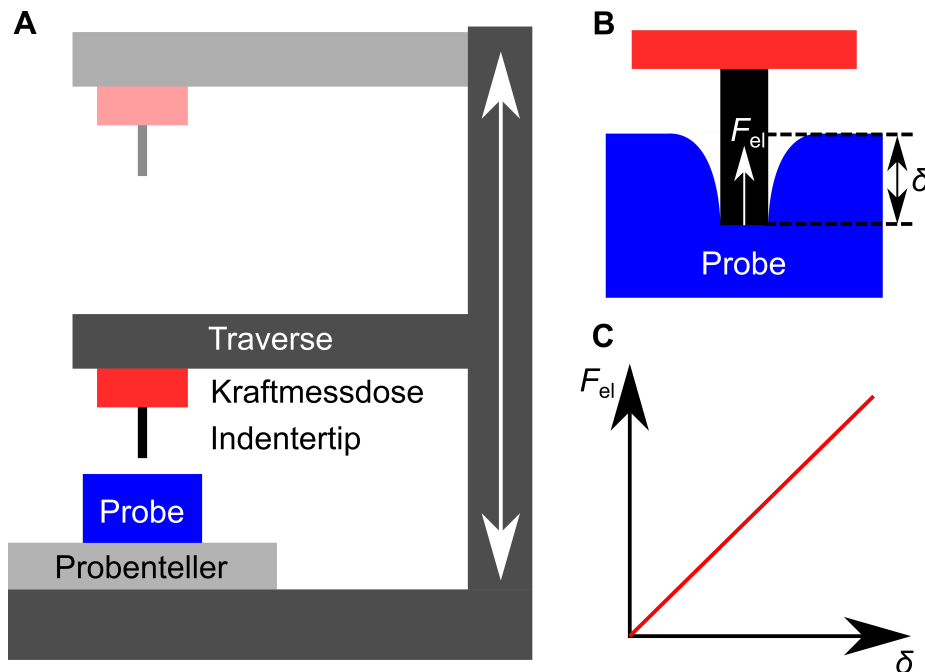 A
Traverse
Kraftmessdose
Indentertip
Probe
Probenteller
B
Fel
δ
Probe
C
Fel
δ